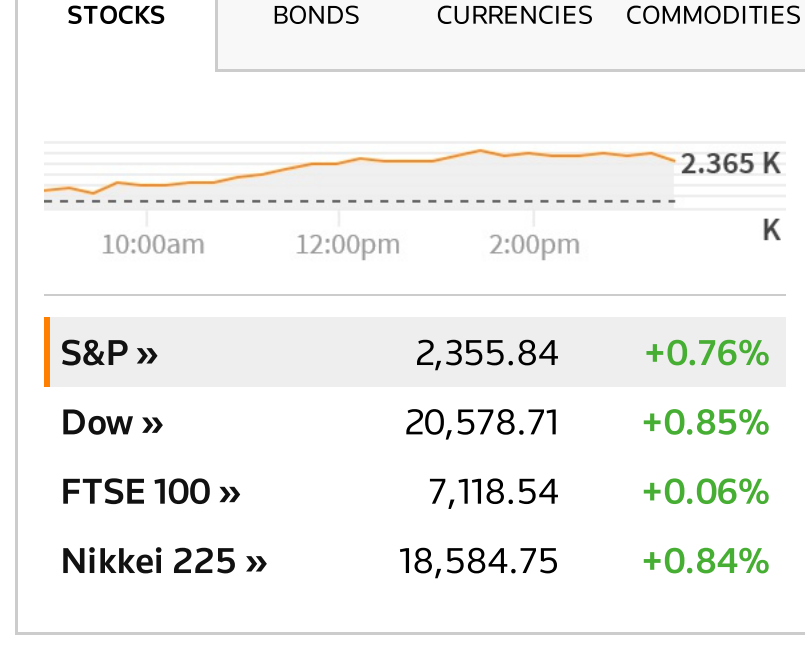 STOCKS BONDS CURRENCIES COMMODITIES
2.365 K
K
10:00am 12:00pm 2:00pm
S&P » 2,355.84 +0.76%
Dow » 20,578.71 +0.85%
FTSE 100 » 7,118.54 +0.06%
Nikkei 225 » 18,584.75 +0.84%